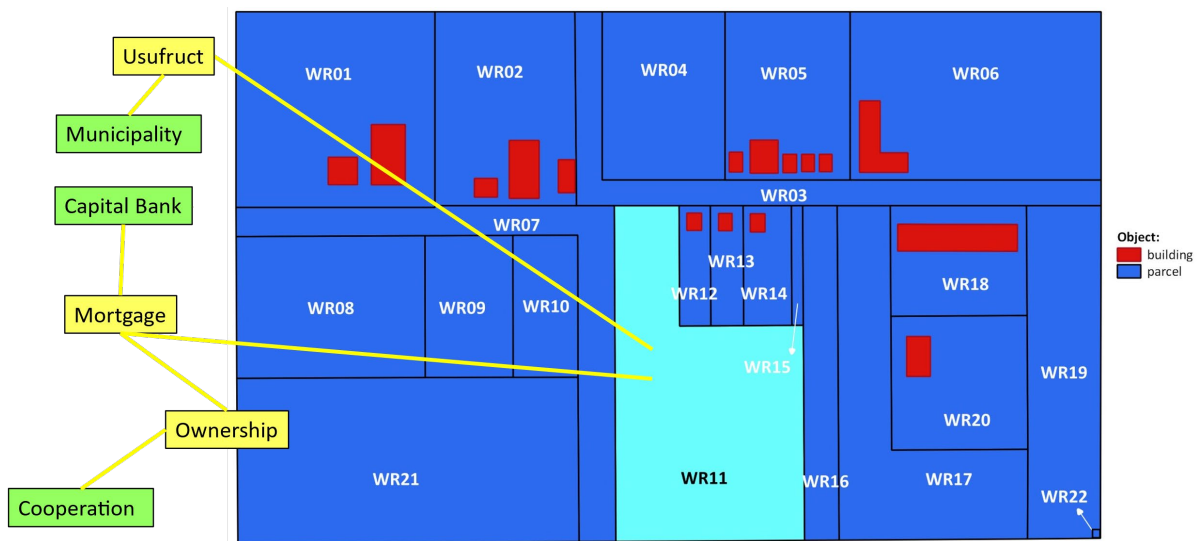 Usufruct
Municipality
Capital Bank
Mortgage
Ownership
Cooperation
WR01
WR02
WR04
WR05
WR06
WR03
WR07
WR08
WR09
WR10
WR12
WR13
WR14
WR15
WR11
WR16
WR17
WR18
WR19
WR20
WR21
WR22
Object:
building
parcel